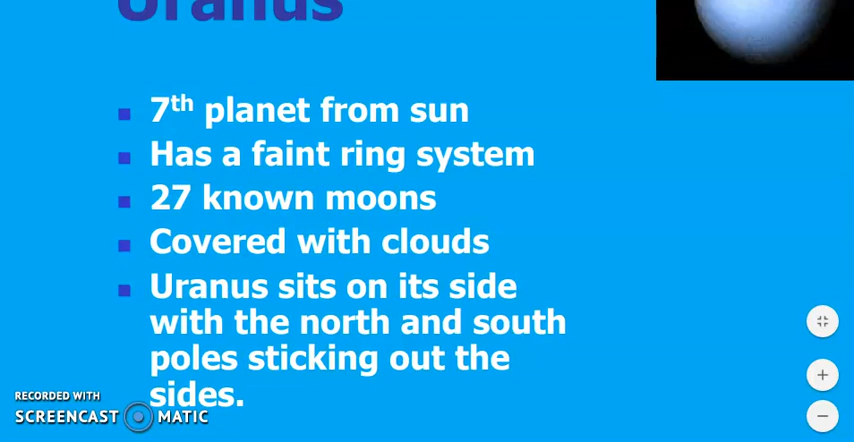 Uranus
7th planet from sun
Has a faint ring system
27 known moons
Covered with clouds
Uranus sits on its side
with the north and south
poles sticking out the
sides.
RECORDED WITH
SCREENCAST MATIC